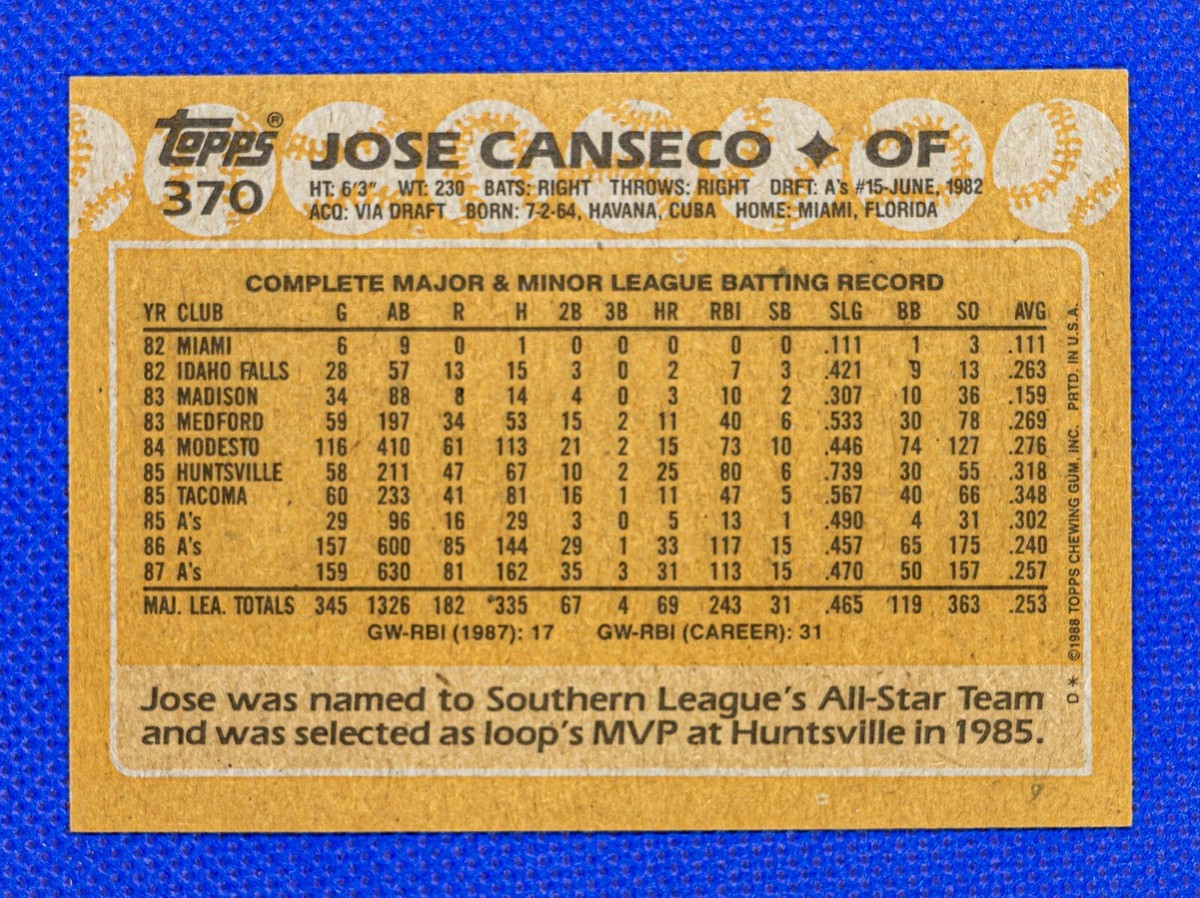 Topps® JOSE CANSECO ✦ OF
370 HT: 6'3" WT: 230 BATS: RIGHT THROWS: RIGHT DRFT: A's #15-JUNE, 1982
ACQ: VIA DRAFT BORN: 7-2-64, HAVANA, CUBA HOME: MIAMI, FLORIDA
COMPLETE MAJOR & MINOR LEAGUE BATTING RECORD
YR CLUB G AB R H 2B 3B HR RBI SB SLG BB SO AVG
82 MIAMI 6 9 0 1 0 0 0 0 0 .111 1 3 .111
82 IDAHO FALLS 28 57 13 15 3 0 2 7 3 .421 9 13 .263
83 MADISON 34 88 8 14 4 0 3 10 2 .307 10 36 .159
83 MEDFORD 59 197 34 53 15 2 11 40 6 .533 30 78 .269
84 MODESTO 116 410 61 113 21 2 15 73 10 .446 74 127 .276
85 HUNTSVILLE 58 211 47 67 10 2 25 80 6 .739 30 55 .318
85 TACOMA 60 233 41 81 16 1 11 47 5 .567 40 66 .348
85 A's 29 96 16 29 3 0 5 13 1 .490 4 31 .302
86 A's 157 600 85 144 29 1 33 117 15 .457 65 175 .240
87 A's 159 630 81 162 35 3 31 113 15 .470 50 157 .257
MAJ. LEA. TOTALS 345 1326 182 335 67 4 69 243 31 .465 119 363 .253
GW-RBI (1987): 17 GW-RBI (CAREER): 31
Jose was named to Southern League's All-Star Team
and was selected as loop's MVP at Huntsville in 1985.
D* ©1988 TOPPS CHEWING GUM, INC. PRTD. IN U.S.A.